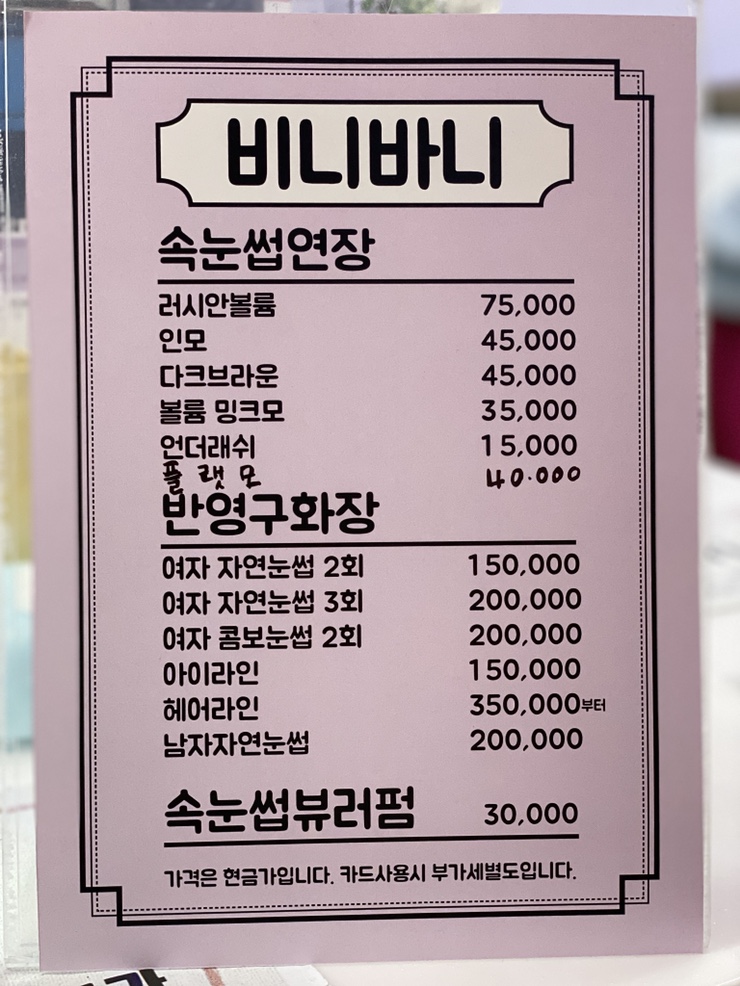 비니바니
속눈썹연장
러시안볼륨 75,000
인모 45,000
다크브라운 45,000
볼륨 밍크모 35,000
언더래쉬 15,000
플랫모 40.000
반영구화장
여자 자연눈썹 2회 150,000
여자 자연눈썹 3회 200,000
여자 콤보눈썹 2회 200,000
아이라인 150,000
헤어라인 350,000부터
남자자연눈썹 200,000
속눈썹뷰러펌 30,000
가격은 현금가입니다. 카드사용시 부가세별도입니다.